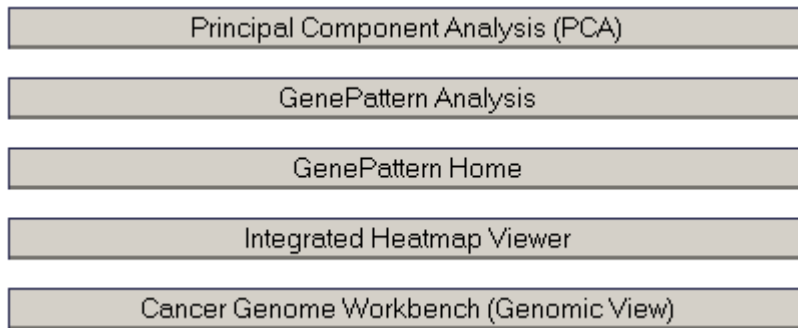 Principal Component Analysis (PCA)
GenePattern Analysis
GenePattern Home
Integrated Heatmap Viewer
Cancer Genome Workbench (Genomic View)